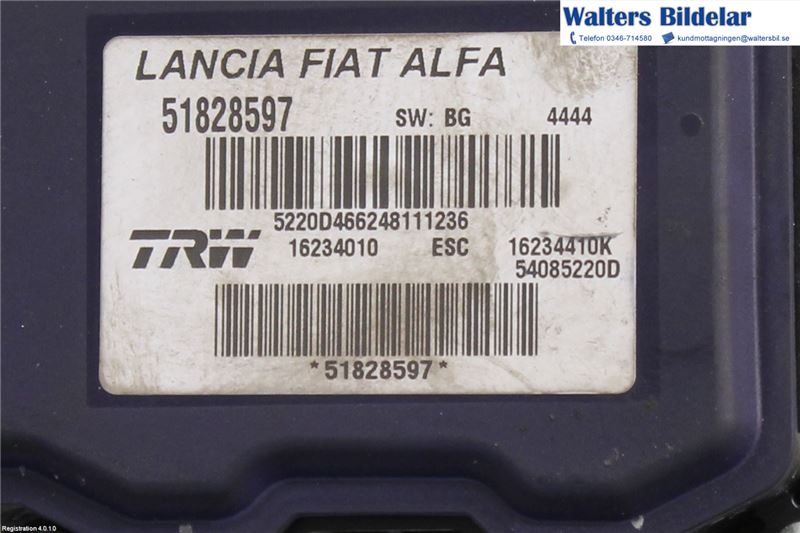 Walters Bildelar
Telefon 0346-714580 kundmottagningen@waltersbil.se
LANCIA FIAT ALFA
51828597 SW: BG 4444
5220D466248111236
TRW 16234010 ESC 16234410K
54085220D
*51828597*
Registration 4.0.1.0